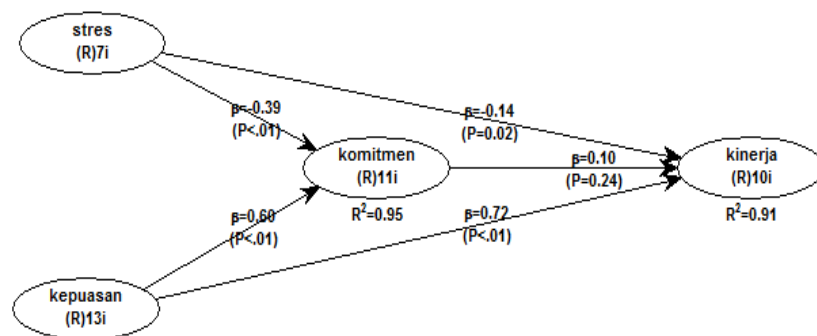 stres
(R)7i
β=-0.39
(P<.01)
β=-0.14
(P=0.02)
komitmen
(R)11i
R²=0.95
β=0.10
(P=0.24)
kinerja
(R)10i
R²=0.91
β=0.60
(P<.01)
β=0.72
(P<.01)
kepuasan
(R)13i